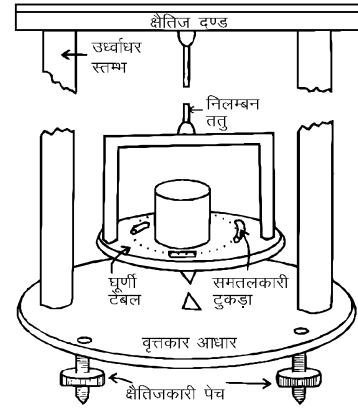 क्षैतिज दण्ड
उर्ध्वाधर
स्तम्भ
निलम्बन
ततु
घूर्णी
टेबल
समतलकारी
टुकड़ा
वृत्तकार आधार
क्षैतिजकारी पेच